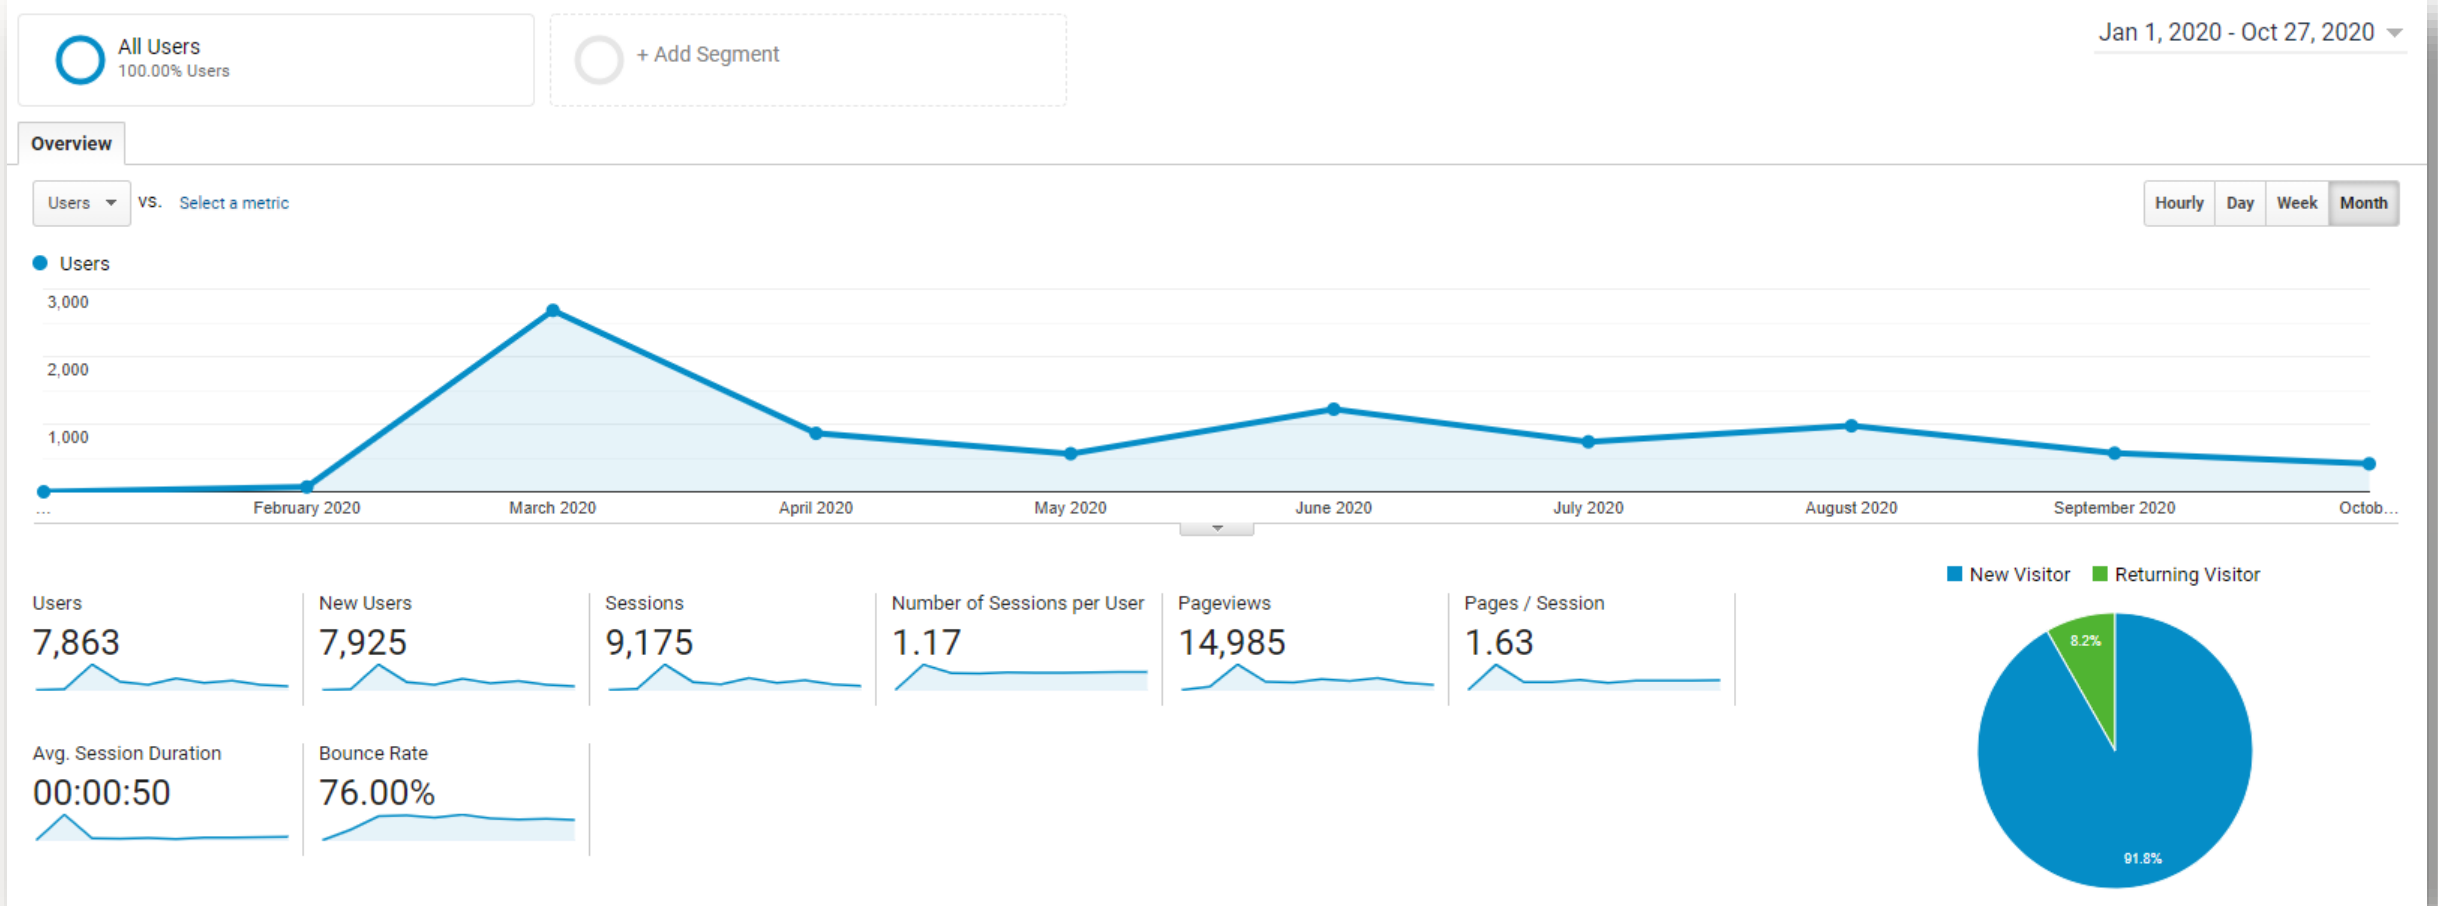 All Users
100.00% Users
+ Add Segment
Jan 1, 2020 - Oct 27, 2020
Overview
Users VS. Select a metric
Hourly Day Week Month
Users
3,000
2,000
1,000
... February 2020 March 2020 April 2020 May 2020 June 2020 July 2020 August 2020 September 2020 Octob...
New Visitor Returning Visitor
Users
7,863
New Users
7,925
Sessions
9,175
Number of Sessions per User
1.17
Pageviews
14,985
Pages / Session
1.63
Avg. Session Duration
00:00:50
Bounce Rate
76.00%
8.2%
91.8%